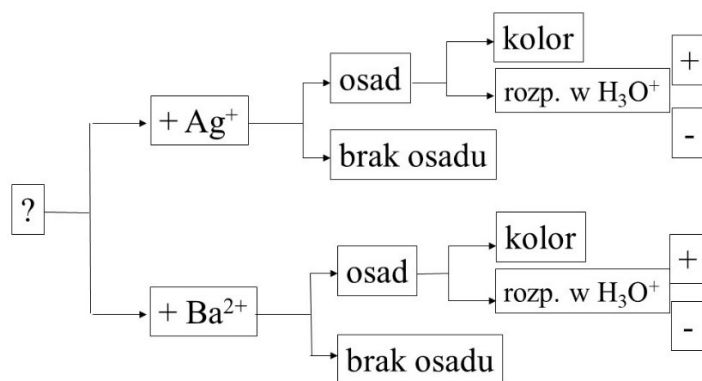 kolor
+
osad
rozp. w H₃O⁺
+ Ag⁺
-
brak osadu
?
kolor
+
osad
rozp. w H₃O⁺
+ Ba²⁺
-
brak osadu